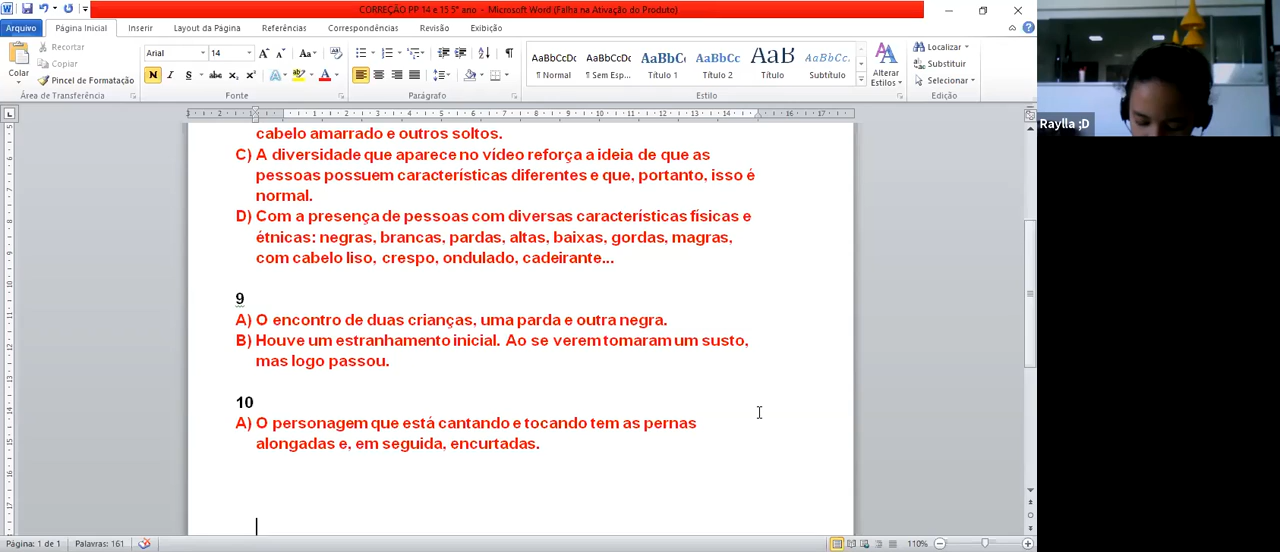 CORREÇÃO PP 14 e 15 5° ano - Microsoft Word (Falha na Ativação do Produto)
Arquivo Página Inicial Inserir Layout da Página Referências Correspondências Revisão Exibição
Colar
Recortar
Copiar
Pincel de Formatação
Área de Transferência
Arial 14
Fonte
Parágrafo
AaBbCcDc AaBbCcDc AaBbC AaBbCc AaB AaBbCc.
¶ Normal ¶ Sem Esp... Título 1 Título 2 Título Subtítulo
Estilo
Alterar Estilos
Localizar
Substituir
Selecionar
Edição
cabelo amarrado e outros soltos.
C) A diversidade que aparece no vídeo reforça a ideia de que as
pessoas possuem características diferentes e que, portanto, isso é
normal.
D) Com a presença de pessoas com diversas características físicas e
étnicas: negras, brancas, pardas, altas, baixas, gordas, magras,
com cabelo liso, crespo, ondulado, cadeirante...
9
A) O encontro de duas crianças, uma parda e outra negra.
B) Houve um estranhamento inicial. Ao se verem tomaram um susto,
mas logo passou.
10
A) O personagem que está cantando e tocando tem as pernas
alongadas e, em seguida, encurtadas.
Página: 1 de 1 Palavras: 161 110%
Raylla ;D